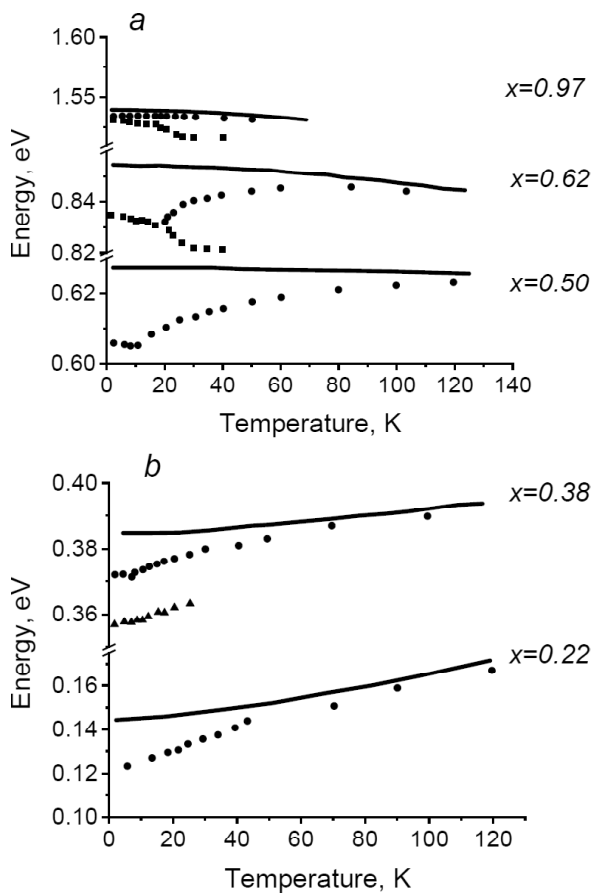 a
1.60
1.55
0.84
0.82
0.62
0.60
x=0.97
x=0.62
x=0.50
Energy, eV
0 20 40 60 80 100 120 140
Temperature, K
b
0.40
0.38
0.36
0.16
0.14
0.12
0.10
x=0.38
x=0.22
Energy, eV
0 20 40 60 80 100 120
Temperature, K